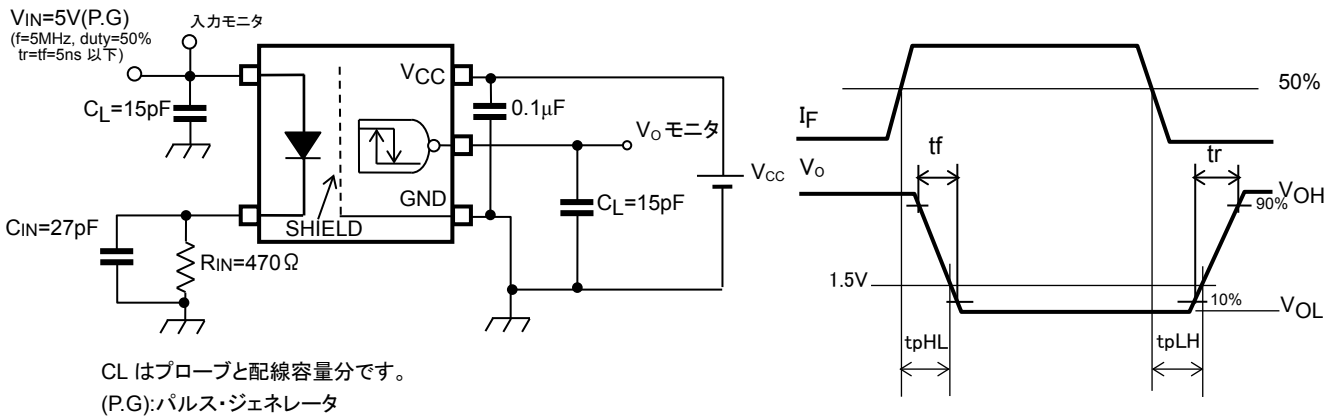 VIN=5V(P.G)
(f=5MHz, duty=50%
tr=tf=5ns 以下)
入力モニタ
CL=15pF
CIN=27pF
RIN=470Ω
SHIELD
VCC
GND
0.1μF
VO モニタ
CL=15pF
VCC
CL はプローブと配線容量分です。
(P.G):パルス・ジェネレータ
IF
50%
VO
tf
tr
VOH
90%
1.5V
10%
VOL
tpHL
tpLH